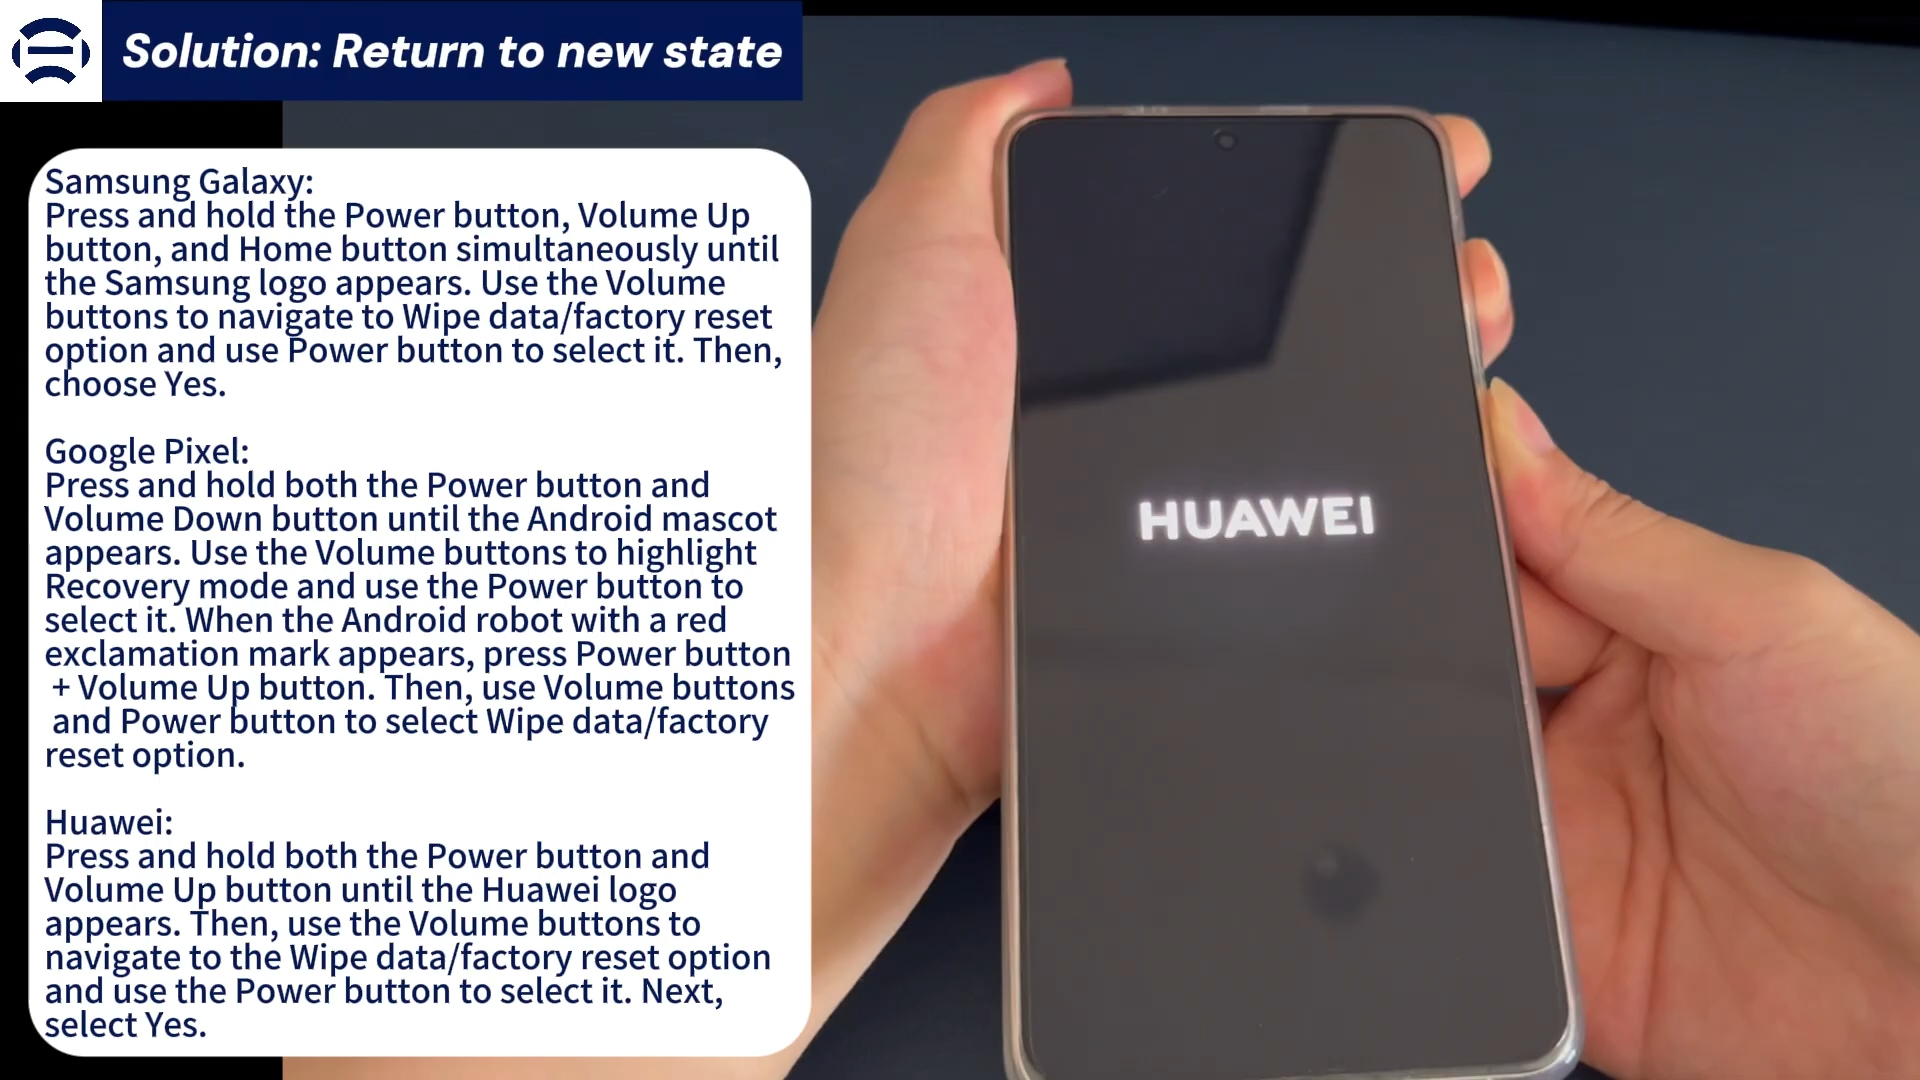 Solution: Return to new state
Samsung Galaxy:
Press and hold the Power button, Volume Up
button, and Home button simultaneously until
the Samsung logo appears. Use the Volume
buttons to navigate to Wipe data/factory reset
option and use Power button to select it. Then,
choose Yes.
Google Pixel:
Press and hold both the Power button and
Volume Down button until the Android mascot
appears. Use the Volume buttons to highlight
Recovery mode and use the Power button to
select it. When the Android robot with a red
exclamation mark appears, press Power button
+ Volume Up button. Then, use Volume buttons
and Power button to select Wipe data/factory
reset option.
Huawei:
Press and hold both the Power button and
Volume Up button until the Huawei logo
appears. Then, use the Volume buttons to
navigate to the Wipe data/factory reset option
and use the Power button to select it. Next,
select Yes.
HUAWEI